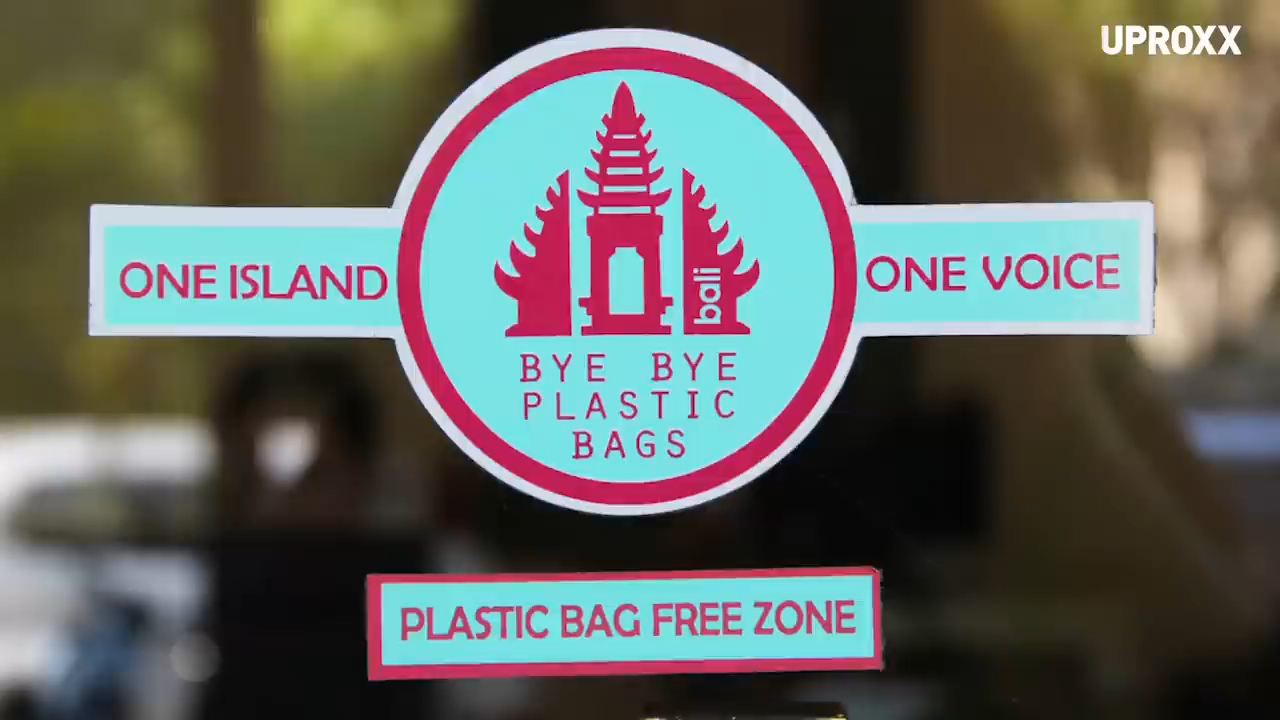 UPROXX
ONE ISLAND
ONE VOICE
bali
BYE BYE
PLASTIC
BAGS
PLASTIC BAG FREE ZONE